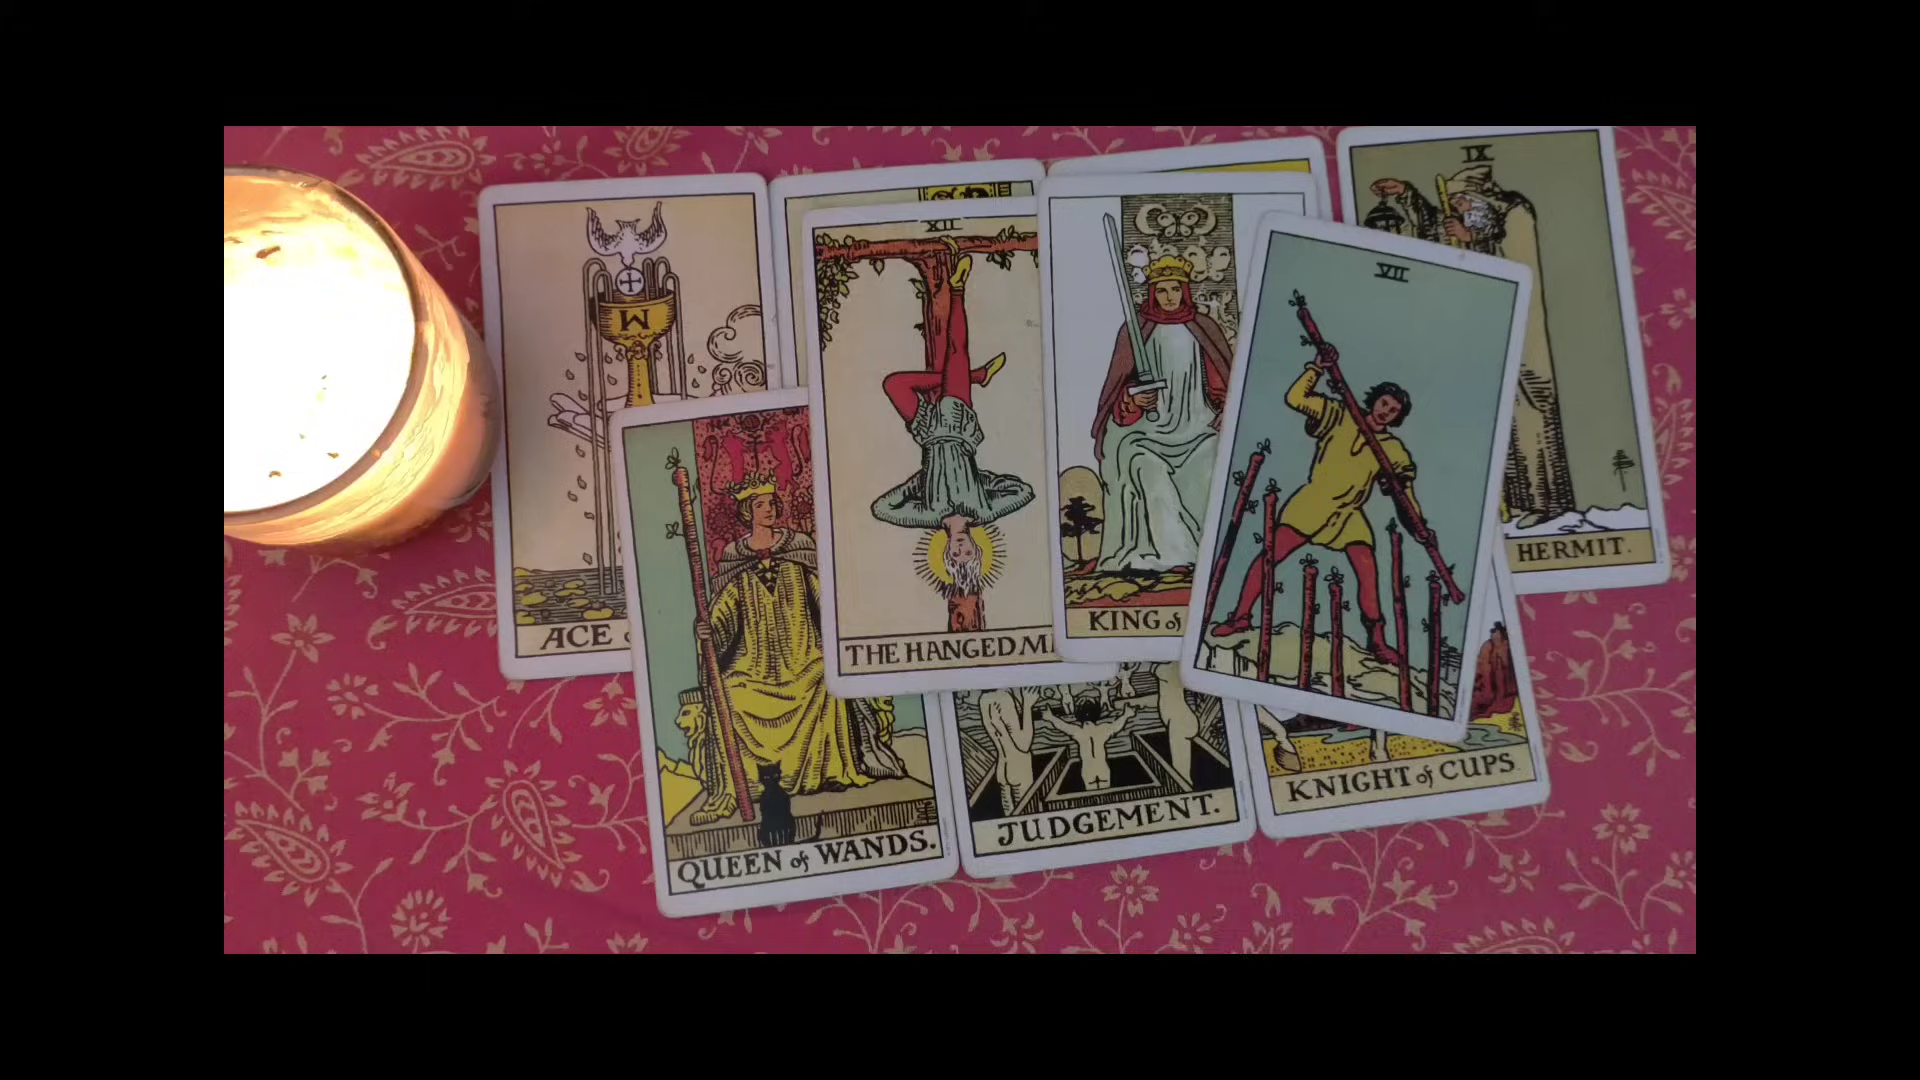 IX
XII
VII
M
HERMIT.
ACE
KING of
THE HANGED M
KNIGHT of CUPS
JUDGEMENT.
QUEEN of WANDS.